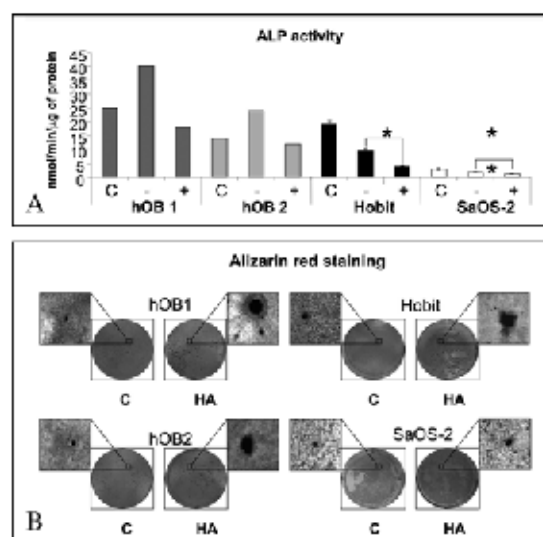 ALP activity
nmol/min/µg of protein
45
40
35
30
25
20
15
10
5
0
C - + C - + C - + C - +
* * *
hOB 1 hOB 2 Hobit SaOS-2
A
Alizarin red staining
hOB1 Hobit
C HA C HA
hOB2 SaOS-2
C HA C HA
B